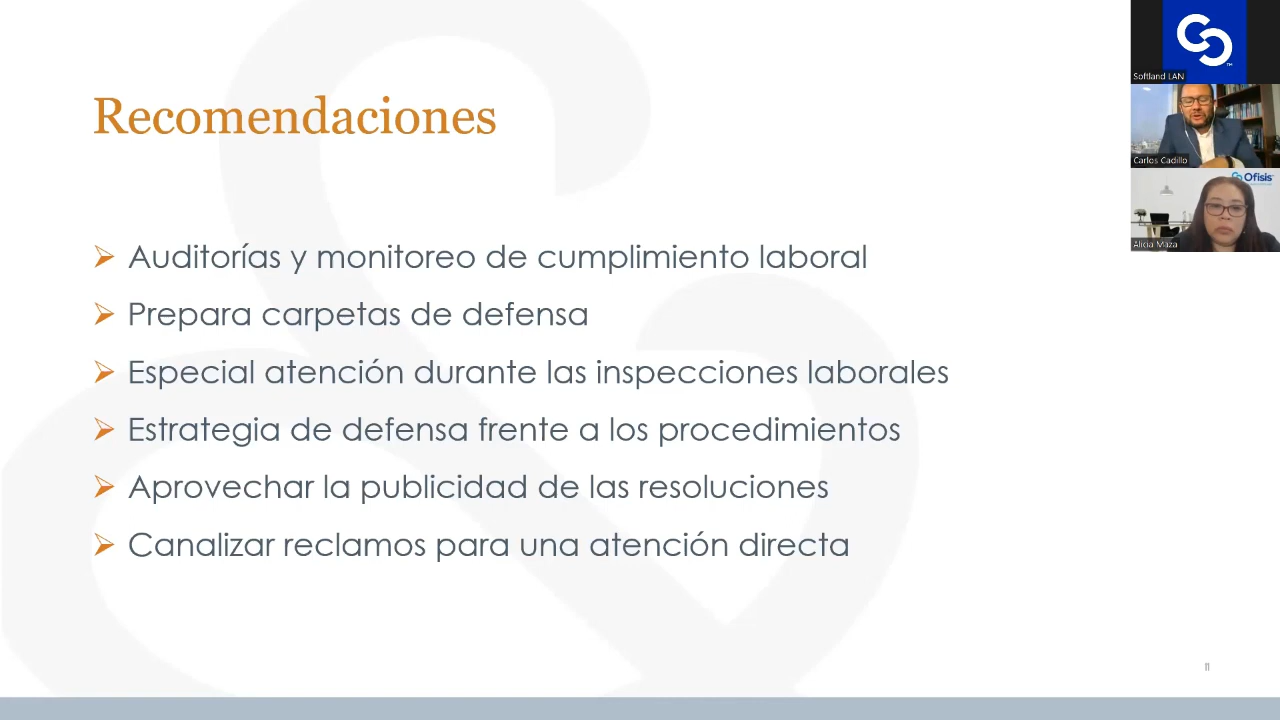 Recomendaciones
Auditorías y monitoreo de cumplimiento laboral
Prepara carpetas de defensa
Especial atención durante las inspecciones laborales
Estrategia de defensa frente a los procedimientos
Aprovechar la publicidad de las resoluciones
Canalizar reclamos para una atención directa
11
Softland LAN
Carlos Cadillo
Ofisis
Alicia Maza